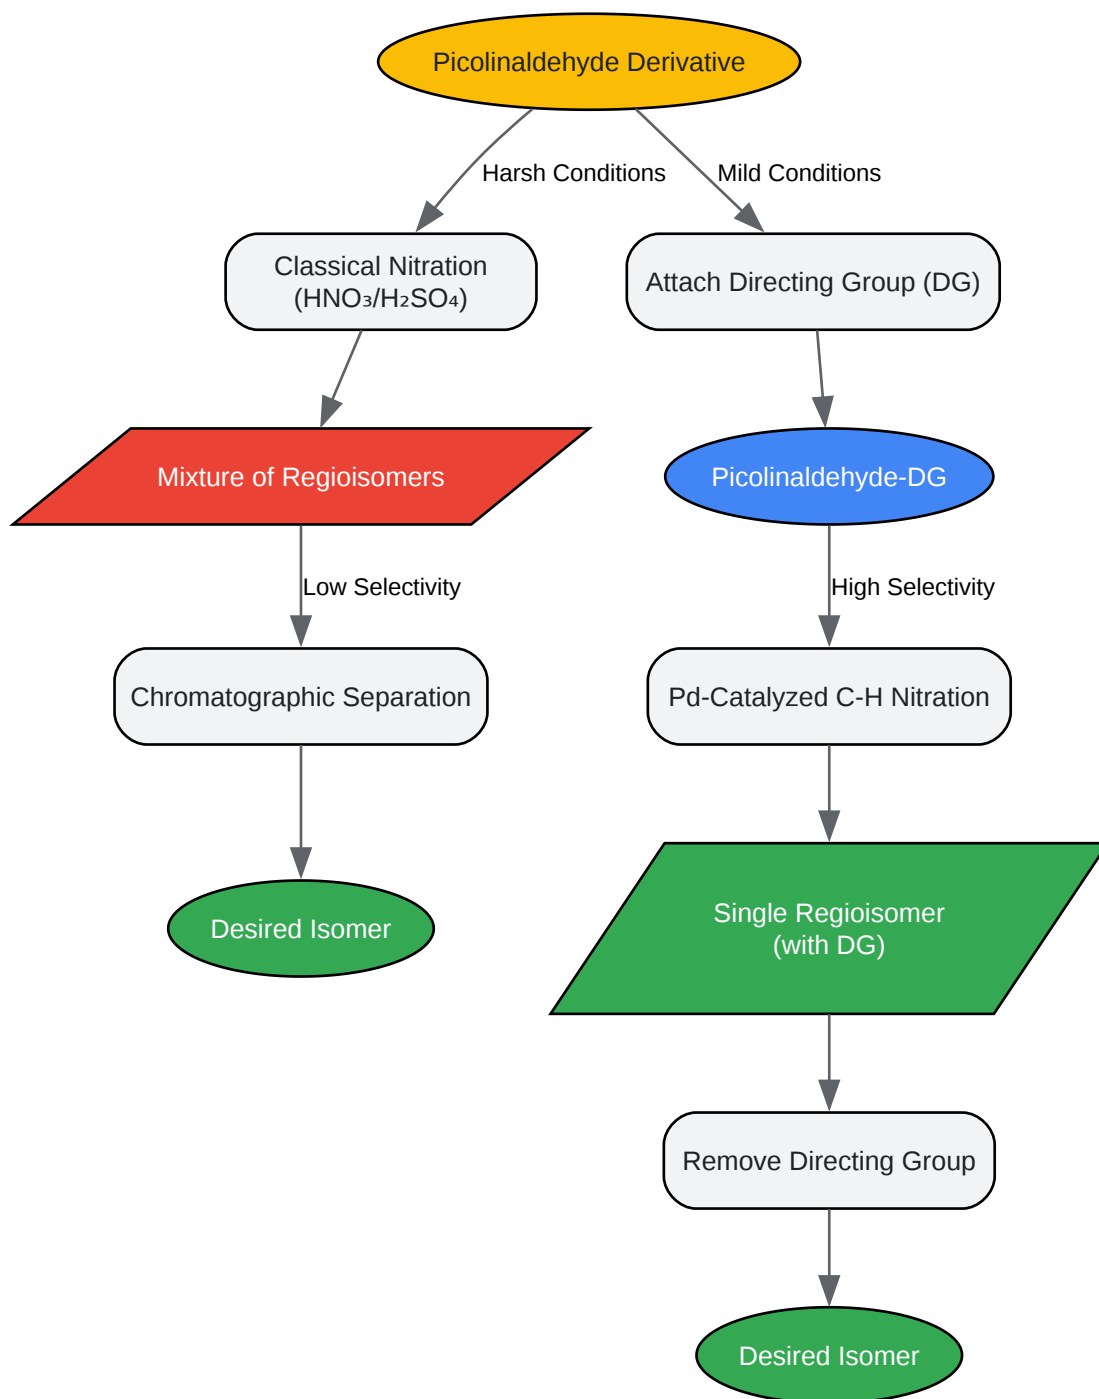 Picolinaldehyde Derivative
Harsh Conditions
Mild Conditions
Classical Nitration
(HNO₃/H₂SO₄)
Attach Directing Group (DG)
Mixture of Regioisomers
Picolinaldehyde-DG
Low Selectivity
High Selectivity
Chromatographic Separation
Pd-Catalyzed C-H Nitration
Desired Isomer
Single Regioisomer
(with DG)
Remove Directing Group
Desired Isomer